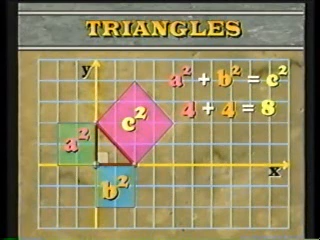 TRIANGLES
y
a² + b² = c²
4 + 4 = 8
c²
a²
x
b²